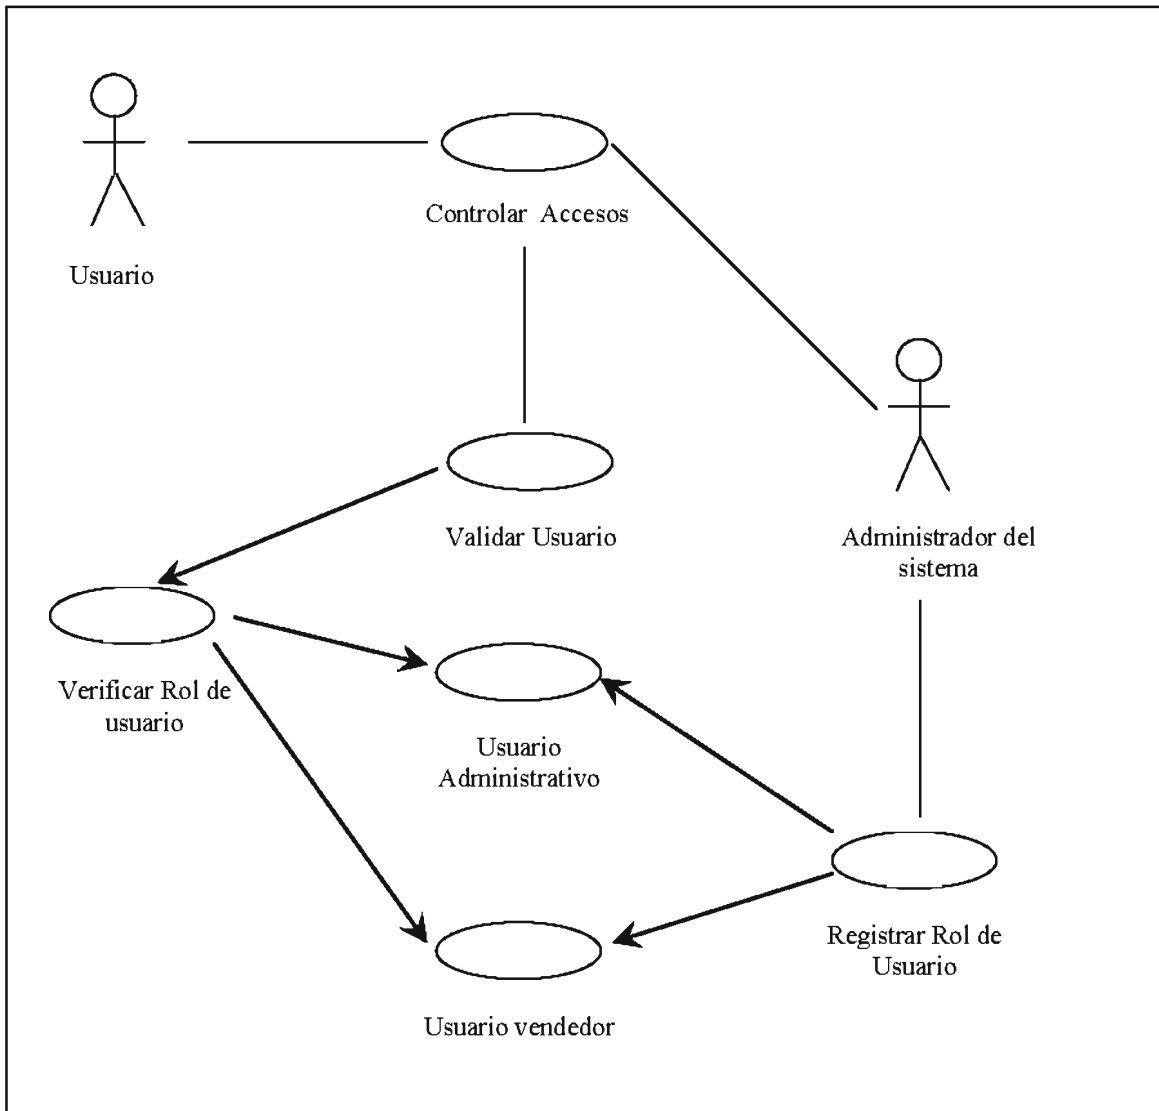 Controlar Accesos
Usuario
Validar Usuario
Administrador del
sistema
Verificar Rol de
usuario
Usuario
Administrativo
Registrar Rol de
Usuario
Usuario vendedor